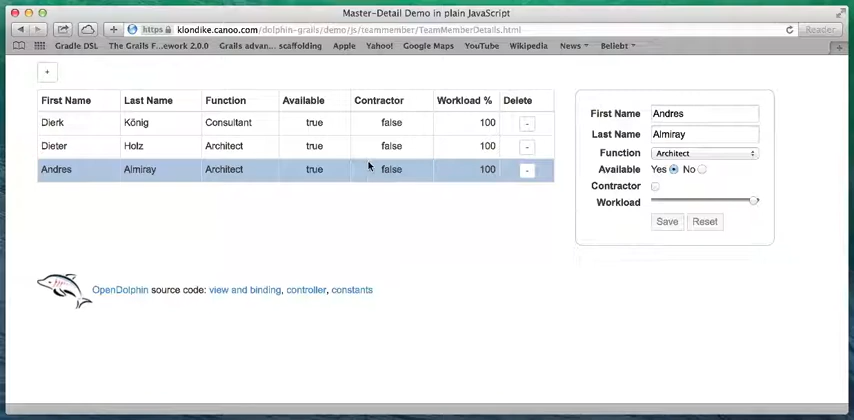 Master-Detail Demo in plain JavaScript
https klondike.canoo.com/dolphin-grails/demo/js/teammember/TeamMemberDetails.html
Reader
Gradle DSL The Grails F...ework 2.0.0 Grails advan... scaffolding Apple Yahoo! Google Maps YouTube Wikipedia News Beliebt
+
First Name Last Name Function Available Contractor Workload % Delete
Dierk König Consultant true false 100 -
Dieter Holz Architect true false 100 -
Andres Almiray Architect true false 100 -
First Name Andres
Last Name Almiray
Function Architect
Available Yes No
Contractor
Workload
Save Reset
OpenDolphin source code: view and binding, controller, constants